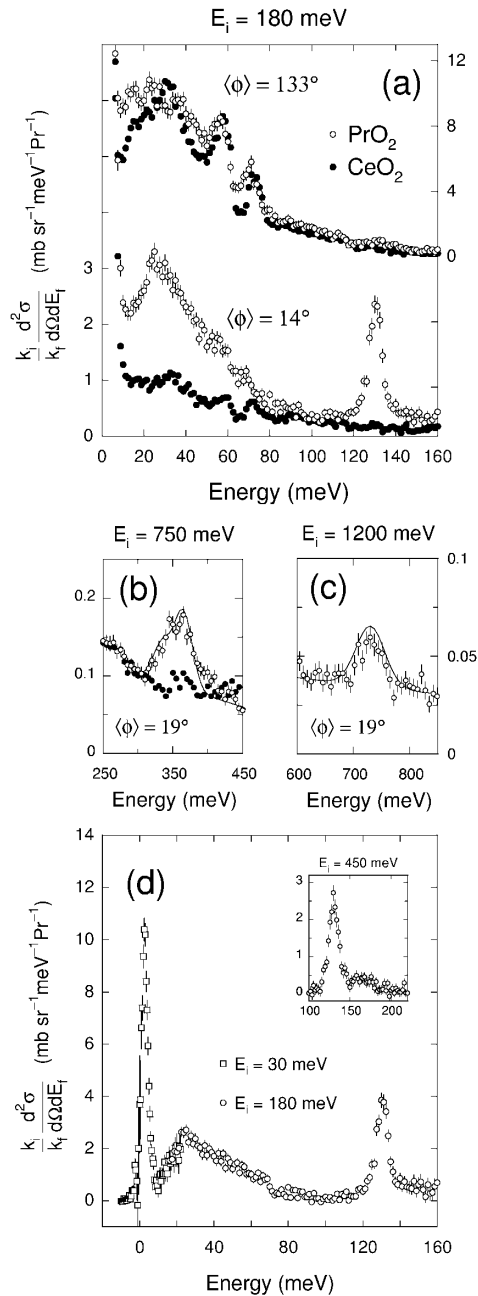 E_i = 180 meV
(a)
⟨ϕ⟩ = 133°
○ PrO₂
● CeO₂
12
8
4
0
3
2
1
0
⟨ϕ⟩ = 14°
k_i d²σ / k_f dΩdE_f (mb sr⁻¹meV⁻¹Pr⁻¹)
0 20 40 60 80 100 120 140 160
Energy (meV)
E_i = 750 meV
(b)
0.2
0.1
0
⟨ϕ⟩ = 19°
250 300 350 400 450
Energy (meV)
E_i = 1200 meV
(c)
0.1
0.05
0
⟨ϕ⟩ = 19°
600 700 800
Energy (meV)
(d)
14
12
10
8
6
4
2
0
k_i d²σ / k_f dΩdE_f (mb sr⁻¹meV⁻¹Pr⁻¹)
E_i = 450 meV
3
2
1
0
100 150 200
□ E_i = 30 meV
○ E_i = 180 meV
0 40 80 120 160
Energy (meV)